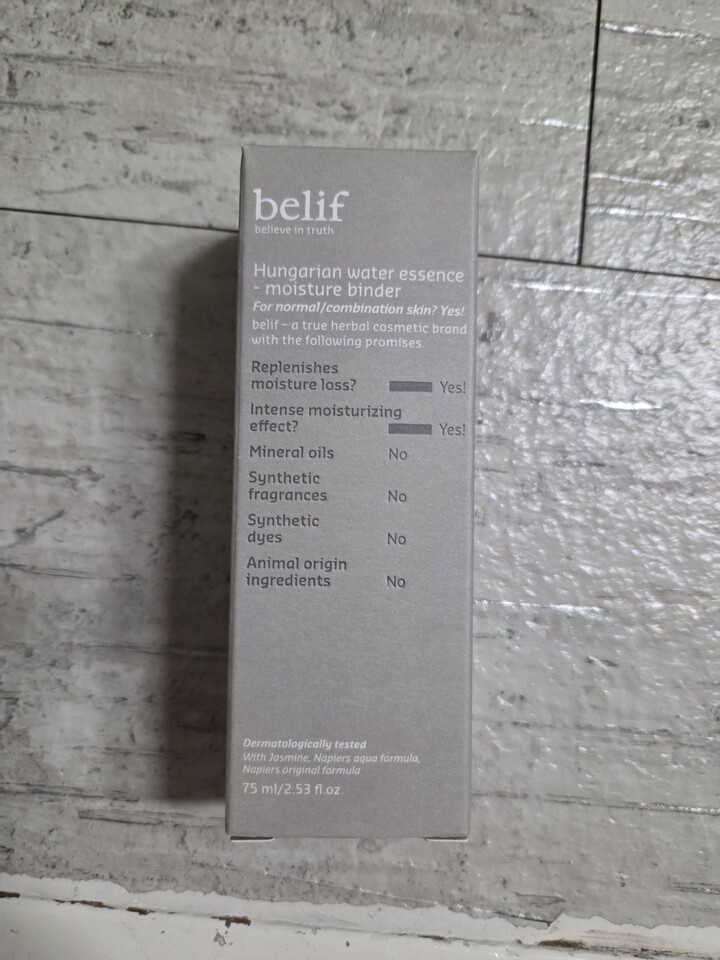 belif
believe in truth
Hungarian water essence
- moisture binder
For normal/combination skin? Yes!
belif – a true herbal cosmetic brand
with the following promises.
Replenishes
moisture loss? Yes!
Intense moisturizing
effect? Yes!
Mineral oils No
Synthetic
fragrances No
Synthetic
dyes No
Animal origin
ingredients No
Dermatologically tested
With Jasmine, Napiers aqua formula,
Napiers original formula
75 ml/2.53 fl.oz.